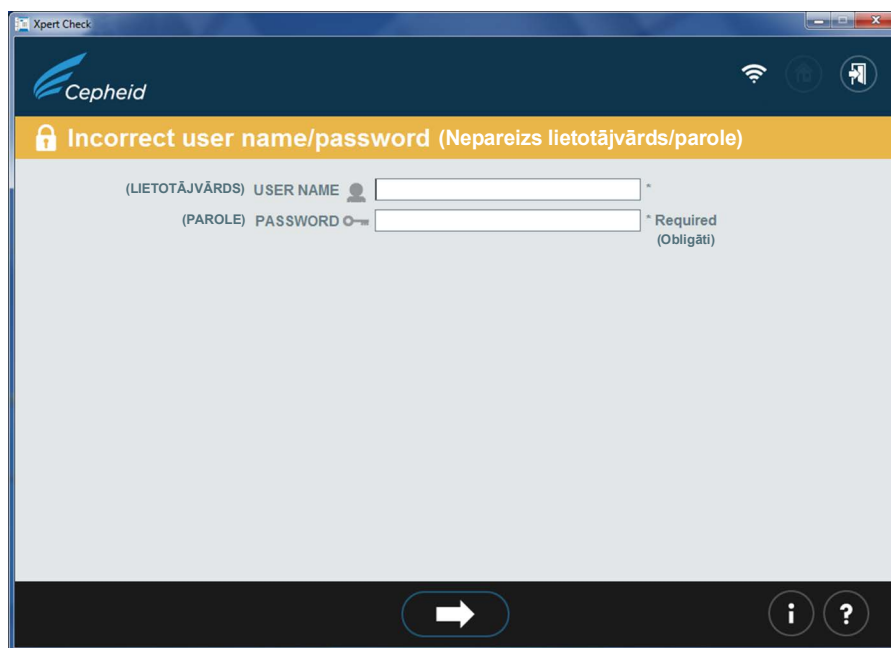 Xpert Check
Cepheid
Incorrect user name/password (Nepareizs lietotājvārds/parole)
(LIETOTĀJVĀRDS) USER NAME *
(PAROLE) PASSWORD * Required
(Obligāti)
i ?